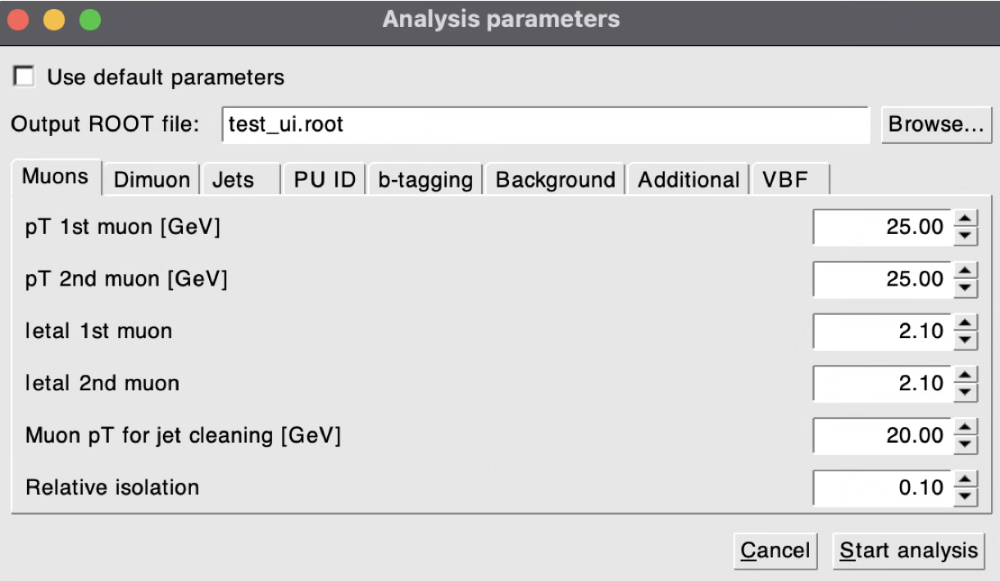 Analysis parameters
Use default parameters
Output ROOT file: test_ui.root Browse...
Muons Dimuon Jets PU ID b-tagging Background Additional VBF
pT 1st muon [GeV] 25.00
pT 2nd muon [GeV] 25.00
|eta| 1st muon 2.10
|eta| 2nd muon 2.10
Muon pT for jet cleaning [GeV] 20.00
Relative isolation 0.10
Cancel Start analysis